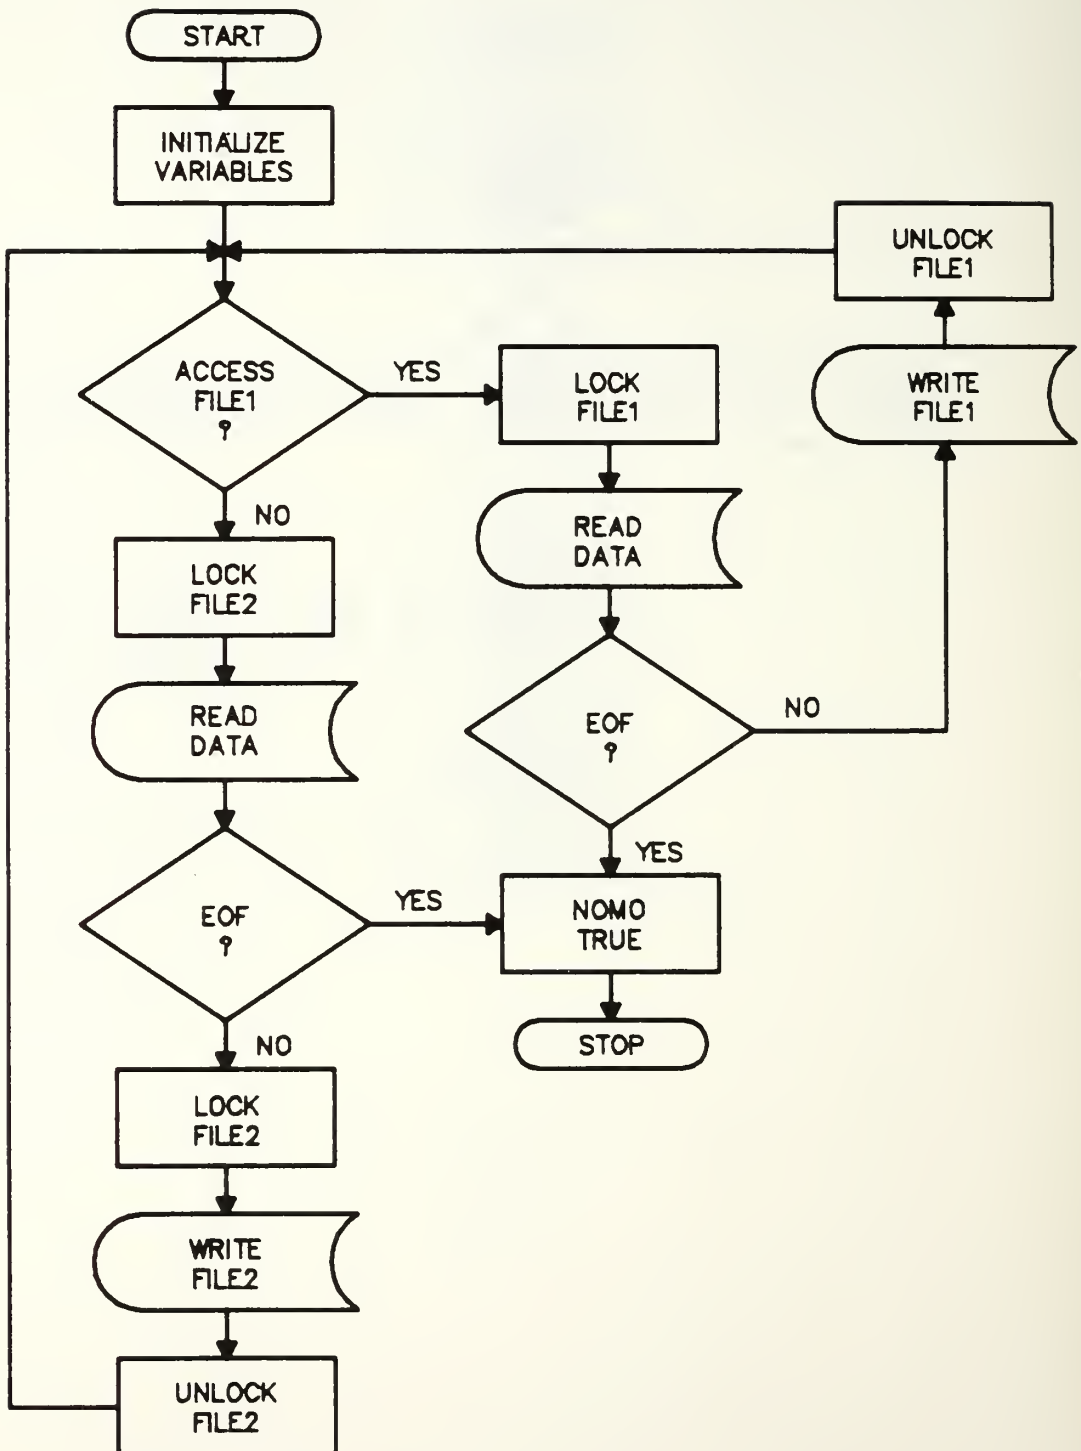 START
INITIALIZE
VARIABLES
UNLOCK
FILE1
ACCESS
FILE1
?
YES
LOCK
FILE1
WRITE
FILE1
NO
READ
DATA
LOCK
FILE2
EOF
?
NO
READ
DATA
YES
EOF
?
YES
NOMO
TRUE
NO
STOP
LOCK
FILE2
WRITE
FILE2
UNLOCK
FILE2